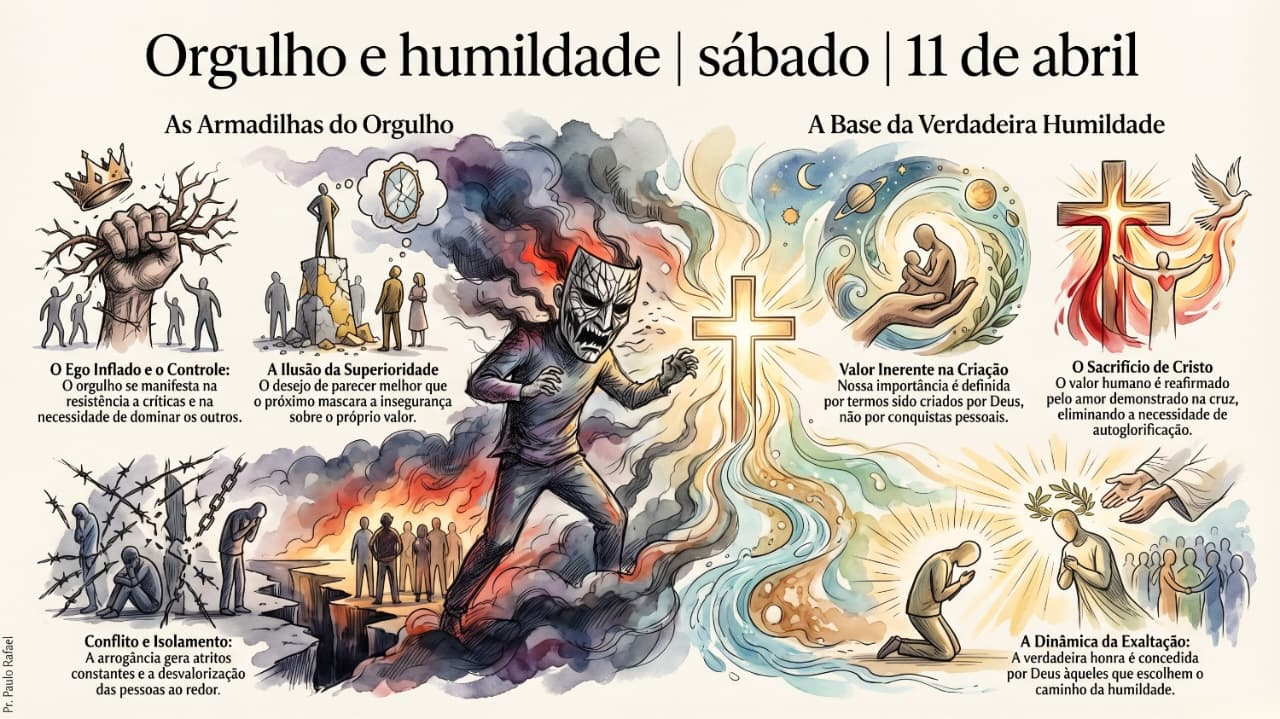 Orgulho e humildade | sábado | 11 de abril
As Armadilhas do Orgulho
O Ego Inflado e o Controle:
O orgulho se manifesta na
resistência a críticas e na
necessidade de dominar os outros.
A Ilusão da Superioridade
O desejo de parecer melhor que
o próximo mascara a insegurança
sobre o próprio valor.
Conflito e Isolamento:
A arrogância gera atritos
constantes e a desvalorização
das pessoas ao redor.
A Base da Verdadeira Humildade
Valor Inerente na Criação
Nossa importância é definida
por termos sido criados por Deus,
não por conquistas pessoais.
O Sacrifício de Cristo
O valor humano é reafirmado
pelo amor demonstrado na cruz,
eliminando a necessidade de
autoglorificação.
A Dinâmica da Exaltação:
A verdadeira honra é concedida
por Deus àqueles que escolhem o
caminho da humildade.
Pr. Paulo Rafael